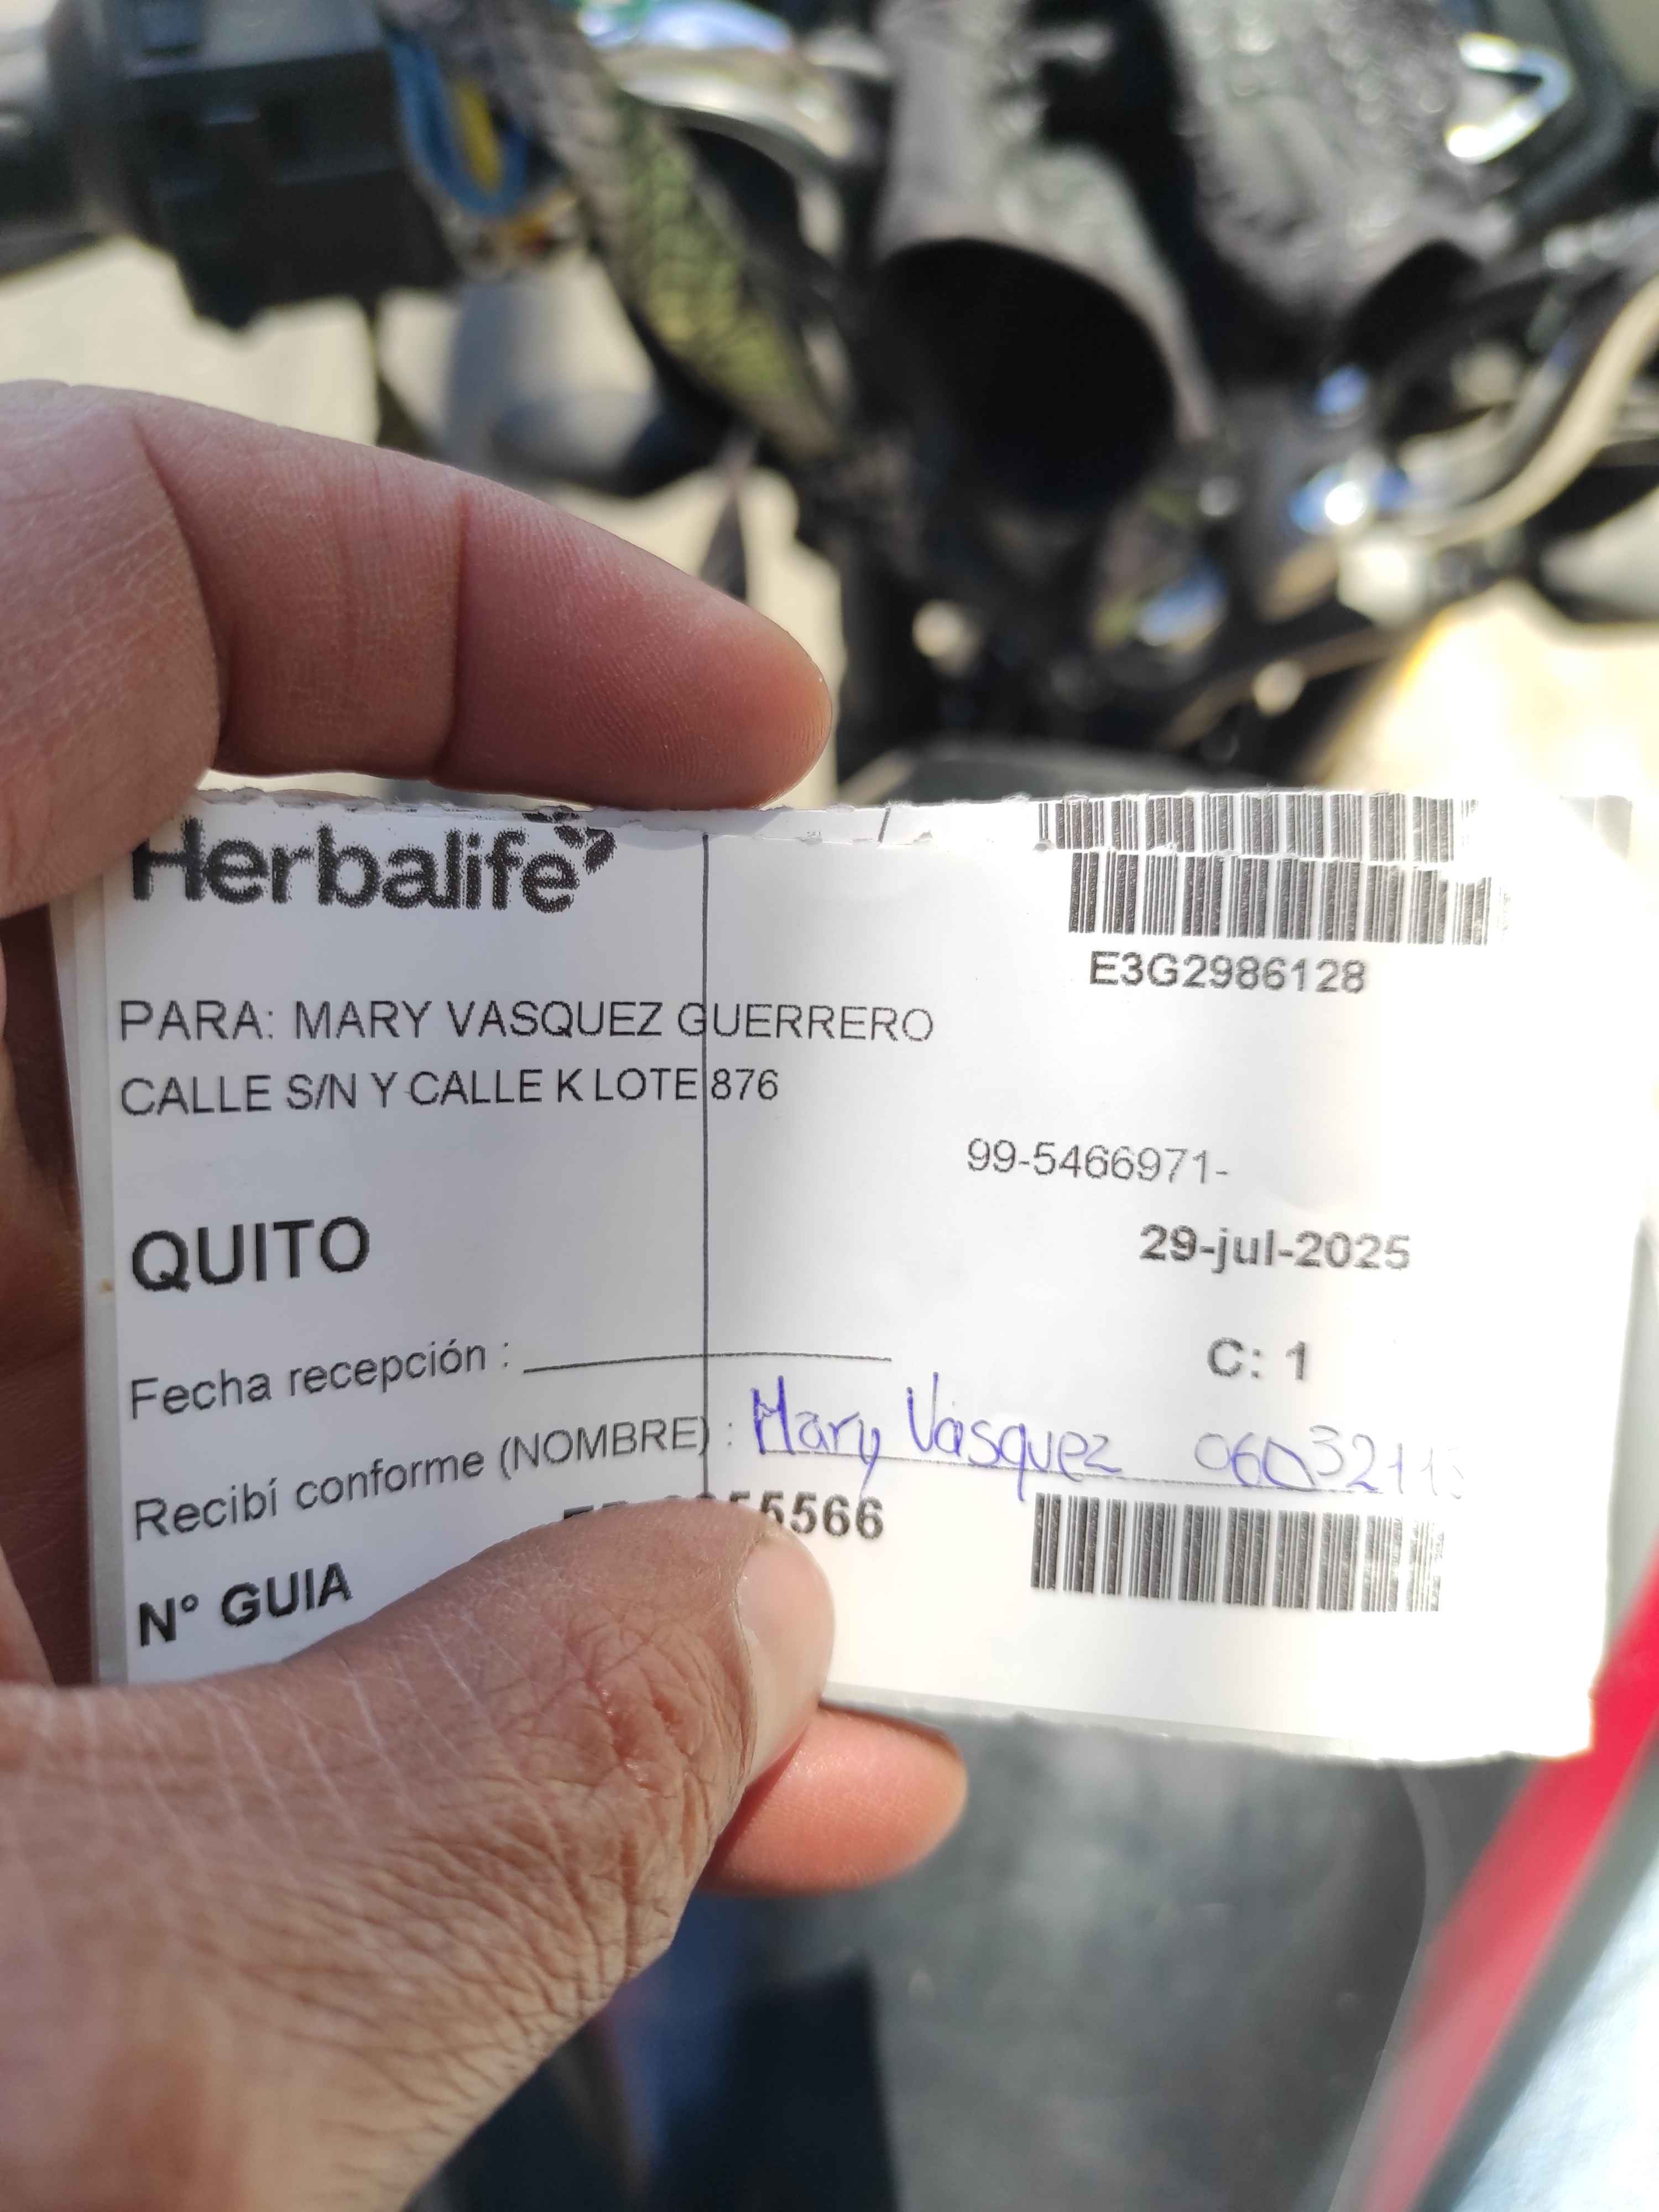 Herbalife
E3G2986128
PARA: MARY VASQUEZ GUERRERO
CALLE S/N Y CALLE K LOTE 876
99-5466971-
QUITO
29-jul-2025
C: 1
Fecha recepción :
Recibí conforme (NOMBRE) : Mary Vasquez
N° GUIA